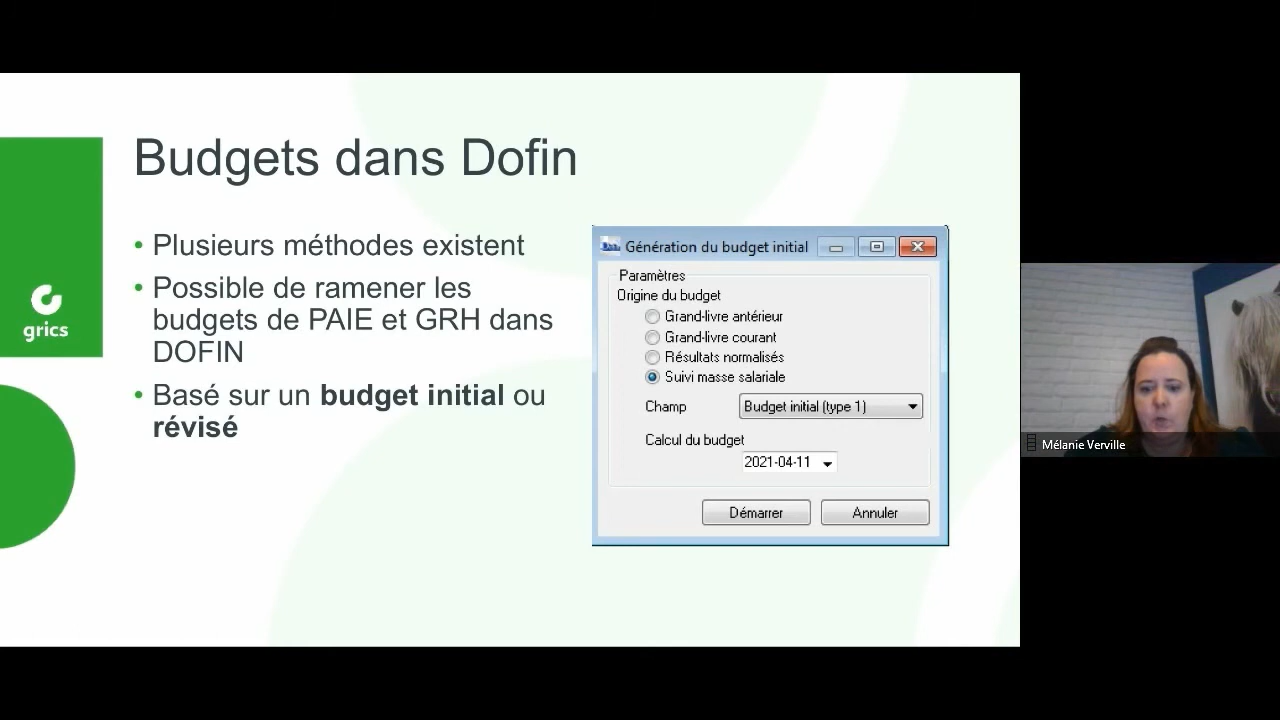 Budgets dans Dofin
• Plusieurs méthodes existent
• Possible de ramener les
budgets de PAIE et GRH dans
DOFIN
• Basé sur un budget initial ou
révisé
grics
Génération du budget initial
Paramètres
Origine du budget
Grand-livre antérieur
Grand-livre courant
Résultats normalisés
Suivi masse salariale
Champ Budget initial (type 1)
Calcul du budget
2021-04-11
Démarrer Annuler
Mélanie Verville